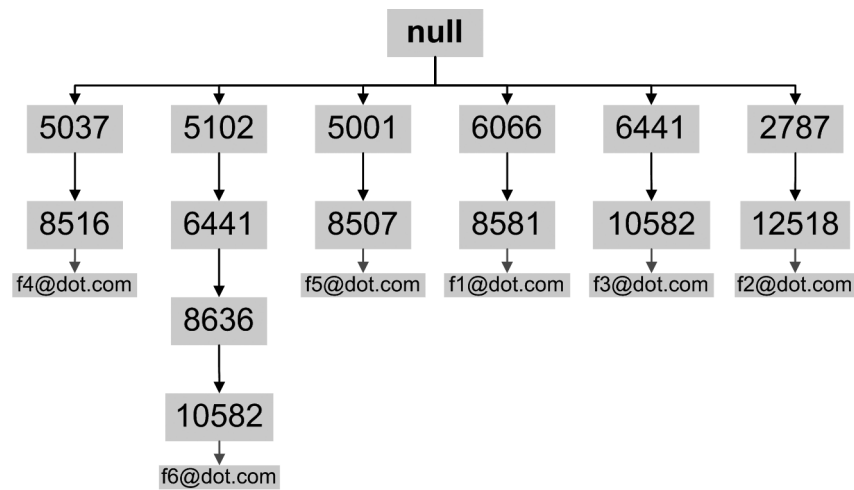 null
5037 5102 5001 6066 6441 2787
8516 6441 8507 8581 10582 12518
f4@dot.com f5@dot.com f1@dot.com f3@dot.com f2@dot.com
8636
10582
f6@dot.com